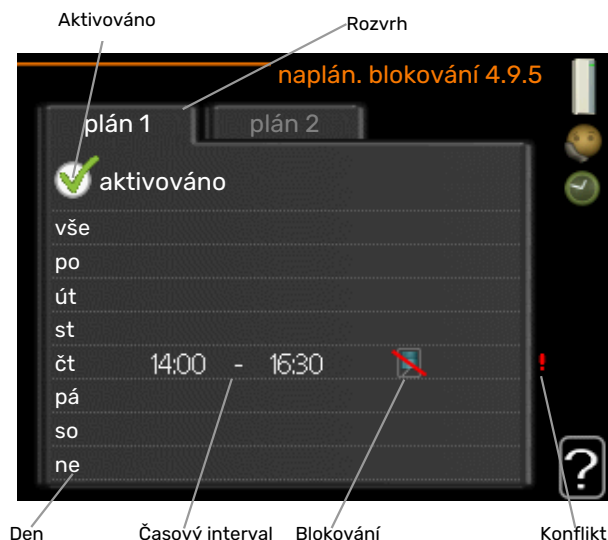 Aktivováno
Rozvrh
naplán. blokování 4.9.5
plán 1 plán 2
aktivováno
vše
po
út
st
čt 14:00 - 16:30 !
pá
so
ne
?
Den Časový interval Blokování Konflikt